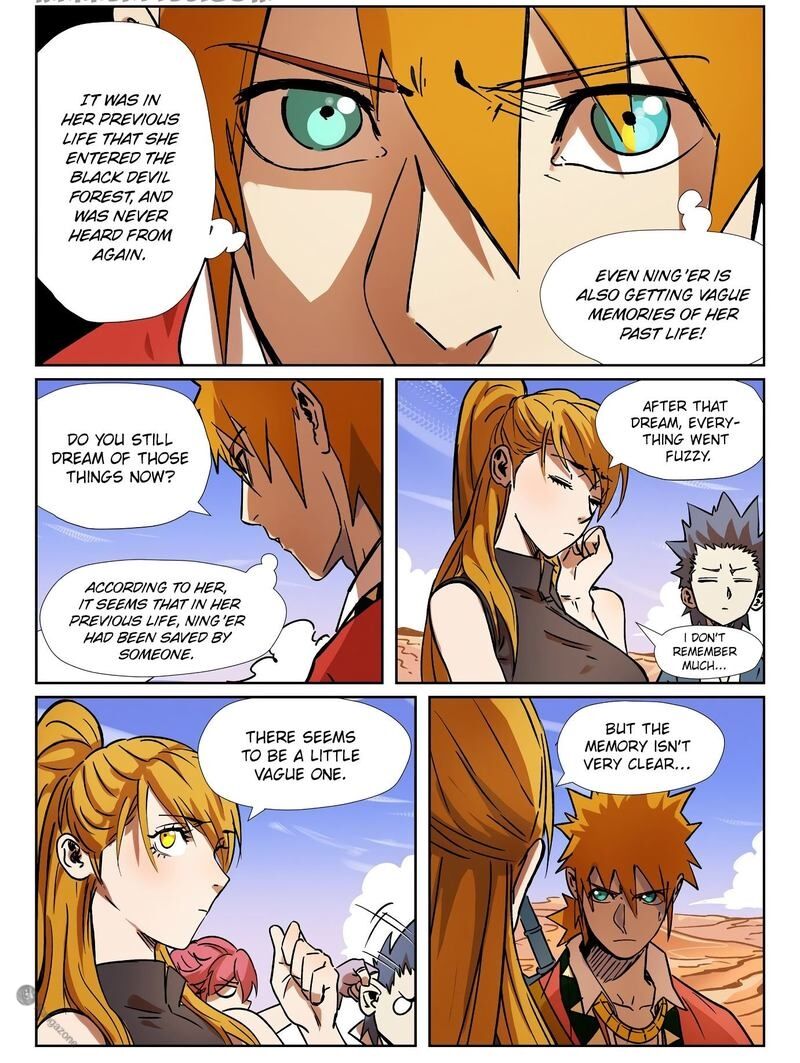 IT WAS IN
HER PREVIOUS
LIFE THAT SHE
ENTERED THE
BLACK DEVIL
FOREST, AND
WAS NEVER
HEARD FROM
AGAIN.
EVEN NING'ER IS
ALSO GETTING VAGUE
MEMORIES OF HER
PAST LIFE!
DO YOU STILL
DREAM OF THOSE
THINGS NOW?
ACCORDING TO HER,
IT SEEMS THAT IN HER
PREVIOUS LIFE, NING'ER
HAD BEEN SAVED BY
SOMEONE.
AFTER THAT
DREAM, EVERY-
THING WENT
FUZZY.
I DON'T
REMEMBER
MUCH...
THERE SEEMS
TO BE A LITTLE
VAGUE ONE.
BUT THE
MEMORY ISN'T
VERY CLEAR...